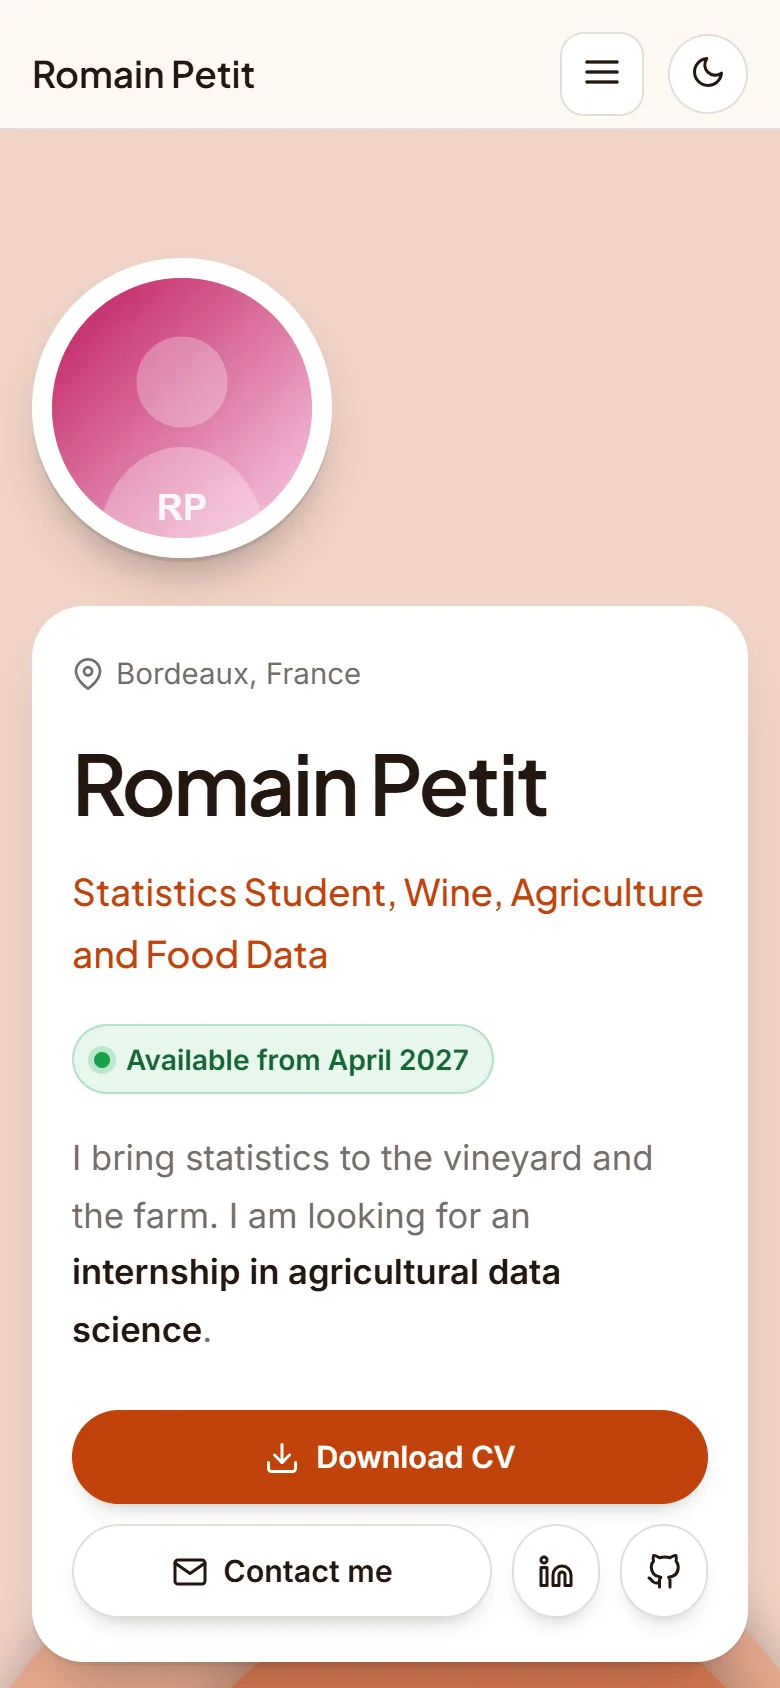 Romain Petit
RP
Bordeaux, France
Romain Petit
Statistics Student, Wine, Agriculture
and Food Data
Available from April 2027
I bring statistics to the vineyard and
the farm. I am looking for an
internship in agricultural data
science.
Download CV
Contact me